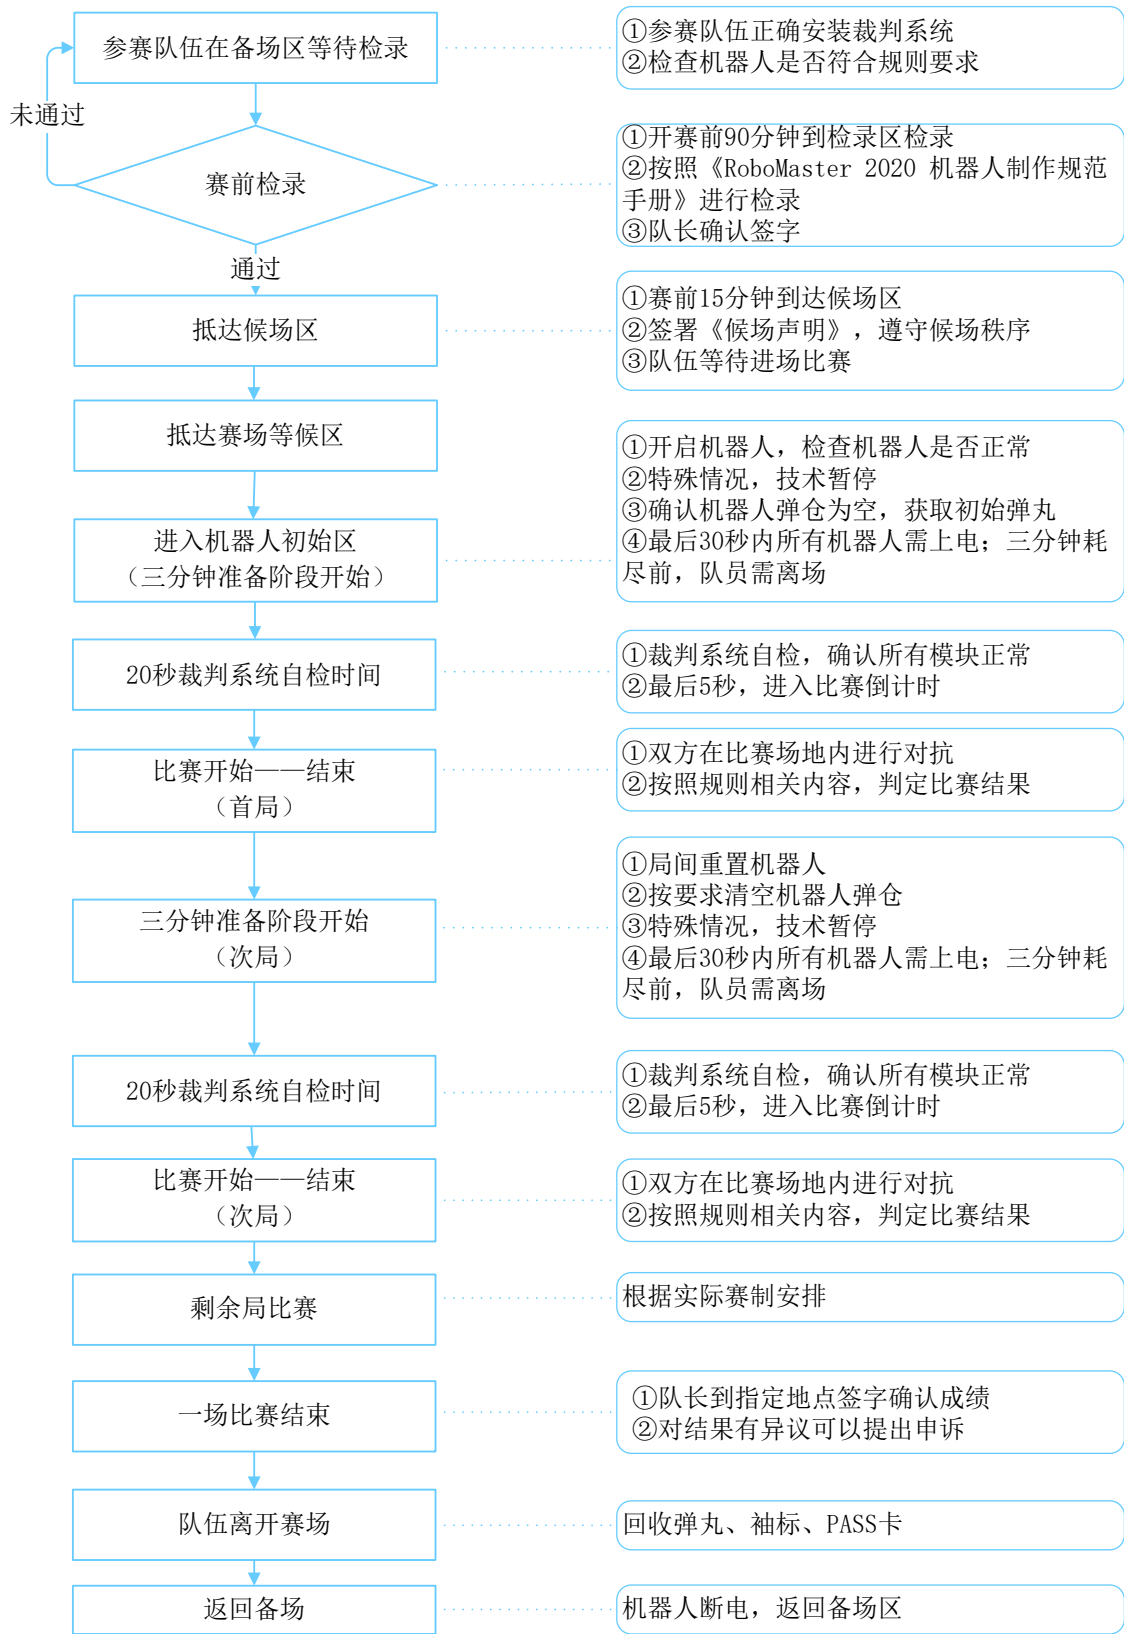 参赛队伍在备场区等待检录
①参赛队伍正确安装裁判系统
②检查机器人是否符合规则要求
未通过
赛前检录
①开赛前90分钟到检录区检录
②按照《RoboMaster 2020 机器人制作规范
手册》进行检录
③队长确认签字
通过
抵达候场区
①赛前15分钟到达候场区
②签署《候场声明》，遵守候场秩序
③队伍等待进场比赛
抵达赛场等候区
进入机器人初始区
（三分钟准备阶段开始）
①开启机器人，检查机器人是否正常
②特殊情况，技术暂停
③确认机器人弹仓为空，获取初始弹丸
④最后30秒内所有机器人需上电；三分钟耗
尽前，队员需离场
20秒裁判系统自检时间
①裁判系统自检，确认所有模块正常
②最后5秒，进入比赛倒计时
比赛开始——结束
（首局）
①双方在比赛场地内进行对抗
②按照规则相关内容，判定比赛结果
三分钟准备阶段开始
（次局）
①局间重置机器人
②按要求清空机器人弹仓
③特殊情况，技术暂停
④最后30秒内所有机器人需上电；三分钟耗
尽前，队员需离场
20秒裁判系统自检时间
①裁判系统自检，确认所有模块正常
②最后5秒，进入比赛倒计时
比赛开始——结束
（次局）
①双方在比赛场地内进行对抗
②按照规则相关内容，判定比赛结果
剩余局比赛
根据实际赛制安排
一场比赛结束
①队长到指定地点签字确认成绩
②对结果有异议可以提出申诉
队伍离开赛场
回收弹丸、袖标、PASS卡
返回备场
机器人断电，返回备场区